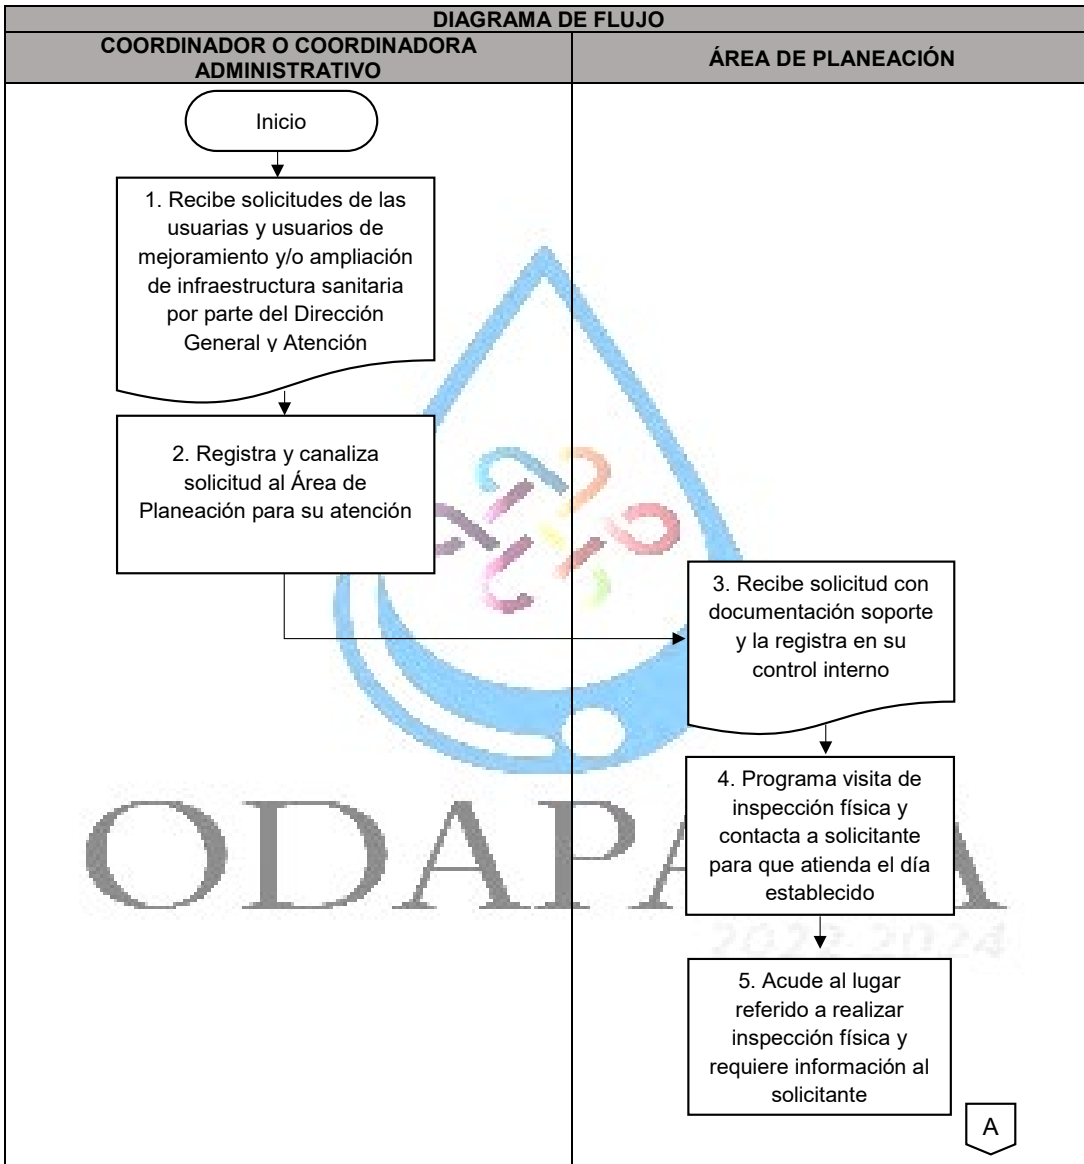 DIAGRAMA DE FLUJO
COORDINADOR O COORDINADORA
ADMINISTRATIVO
ÁREA DE PLANEACIÓN
Inicio
1. Recibe solicitudes de las
usuarias y usuarios de
mejoramiento y/o ampliación
de infraestructura sanitaria
por parte del Dirección
General y Atención
2. Registra y canaliza
solicitud al Área de
Planeación para su atención
3. Recibe solicitud con
documentación soporte
y la registra en su
control interno
4. Programa visita de
inspección física y
contacta a solicitante
para que atienda el día
establecido
5. Acude al lugar
referido a realizar
inspección física y
requiere información al
solicitante
A